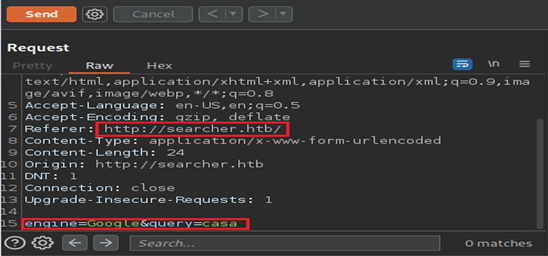 Send Cancel < >
Request
Pretty Raw Hex \n
text/html,application/xhtml+xml,application/xml;q=0.9,ima
ge/avif,image/webp,*/*;q=0.8
5 Accept-Language: en-US,en;q=0.5
6 Accept-Encoding: gzip, deflate
7 Referer: http://searcher.htb/
8 Content-Type: application/x-www-form-urlencoded
9 Content-Length: 24
10 Origin: http://searcher.htb
11 DNT: 1
12 Connection: close
13 Upgrade-Insecure-Requests: 1
14
15 engine=Google&query=casa
Search... 0 matches